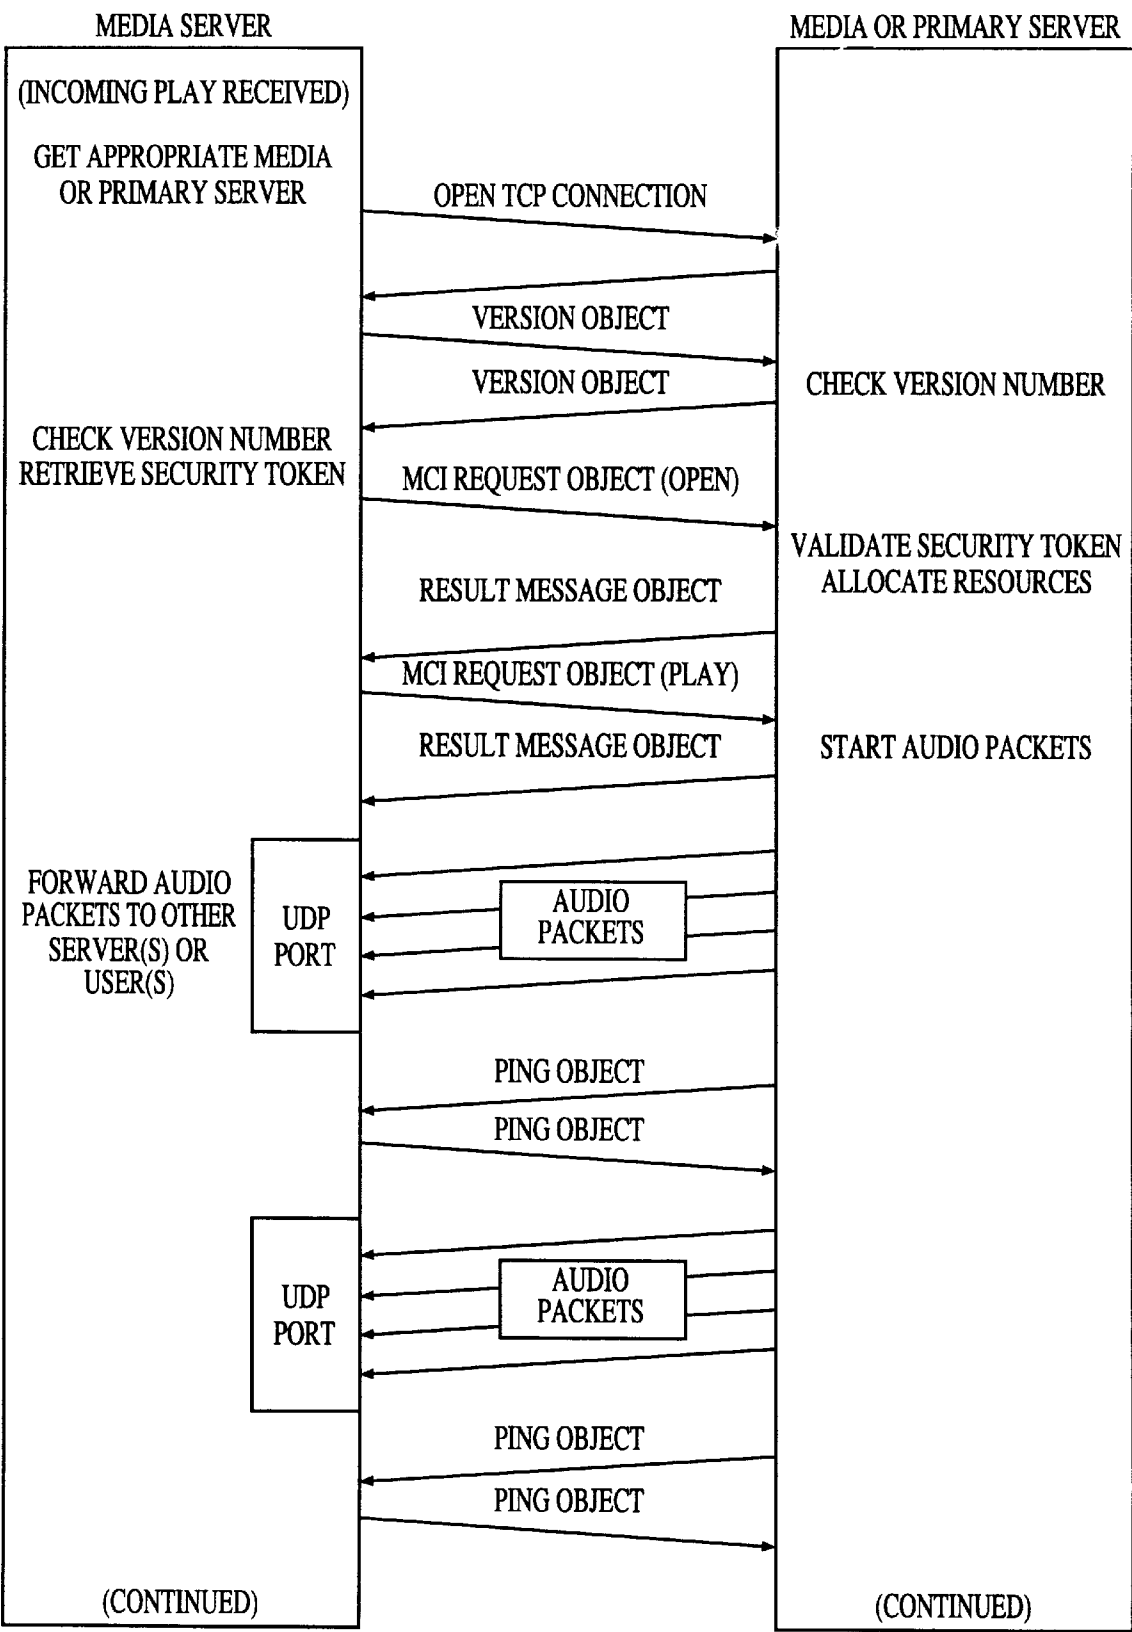 MEDIA SERVER
MEDIA OR PRIMARY SERVER
(INCOMING PLAY RECEIVED)
GET APPROPRIATE MEDIA
OR PRIMARY SERVER
OPEN TCP CONNECTION
VERSION OBJECT
VERSION OBJECT
CHECK VERSION NUMBER
CHECK VERSION NUMBER
RETRIEVE SECURITY TOKEN
MCI REQUEST OBJECT (OPEN)
VALIDATE SECURITY TOKEN
ALLOCATE RESOURCES
RESULT MESSAGE OBJECT
MCI REQUEST OBJECT (PLAY)
RESULT MESSAGE OBJECT
START AUDIO PACKETS
FORWARD AUDIO
PACKETS TO OTHER
SERVER(S) OR
USER(S)
UDP
PORT
AUDIO
PACKETS
PING OBJECT
PING OBJECT
UDP
PORT
AUDIO
PACKETS
PING OBJECT
PING OBJECT
(CONTINUED)
(CONTINUED)